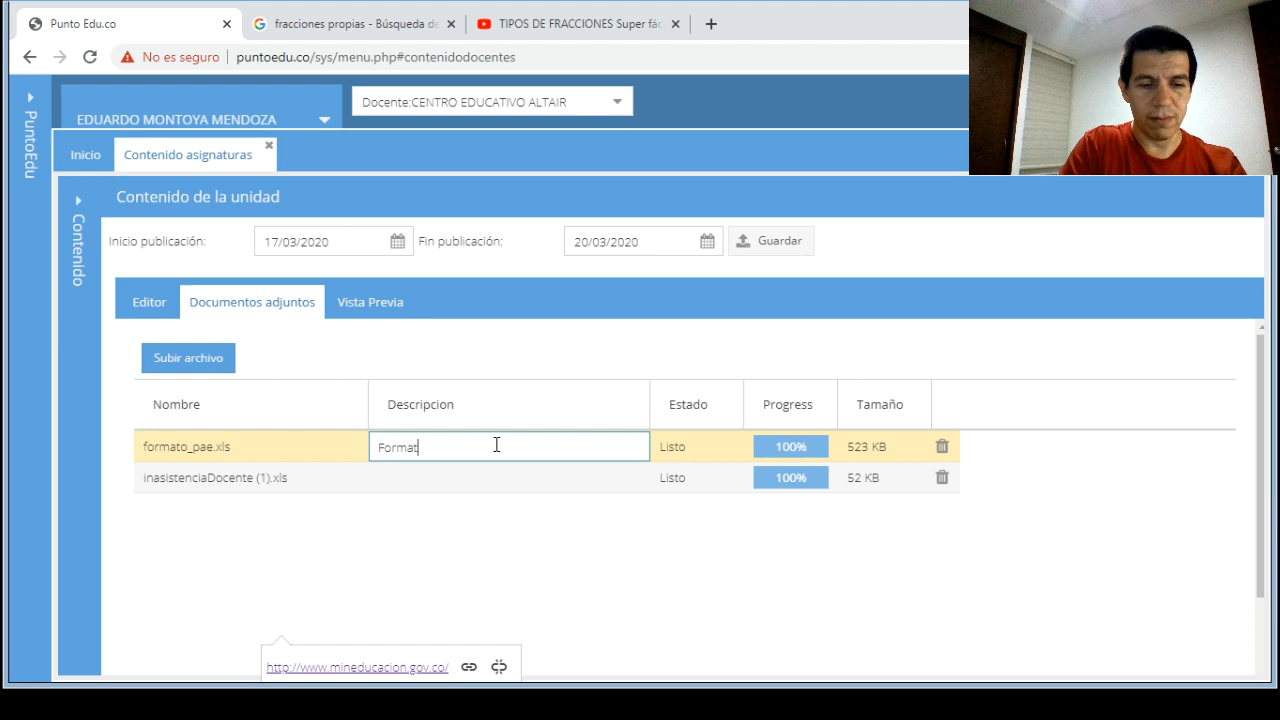 Punto Edu.co
fracciones propias - Búsqueda de
TIPOS DE FRACCIONES Super fác
No es seguro
puntoedu.co/sys/menu.php#contenidodocentes
PuntoEdu
EDUARDO MONTOYA MENDOZA
Docente:CENTRO EDUCATIVO ALTAIR
Inicio
Contenido asignaturas
Contenido
Contenido de la unidad
Inicio publicación:
17/03/2020
Fin publicación:
20/03/2020
Guardar
Editor
Documentos adjuntos
Vista Previa
Subir archivo
Nombre
Descripcion
Estado
Progress
Tamaño
formato_pae.xls
Format
Listo
100%
523 KB
inasistenciaDocente (1).xls
Listo
100%
52 KB
http://www.mineducacion.gov.co/